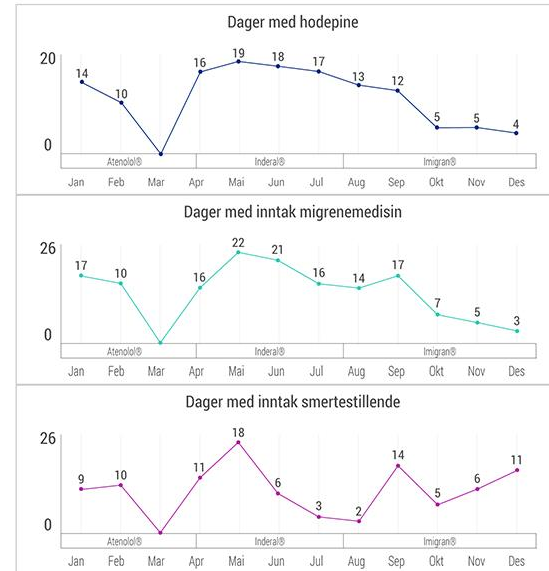 Dager med hodepine
20
14 10 16 19 18 17 13 12 5 5 4
0
Atenolol® Inderal® Imigran®
Jan Feb Mar Apr Mai Jun Jul Aug Sep Okt Nov Des
Dager med inntak migrenemedisin
26
17 10 16 22 21 16 14 17 7 5 3
0
Atenolol® Inderal® Imigran®
Jan Feb Mar Apr Mai Jun Jul Aug Sep Okt Nov Des
Dager med inntak smertestillende
26
9 10 11 18 6 3 2 14 5 6 11
0
Atenolol® Inderal® Imigran®
Jan Feb Mar Apr Mai Jun Jul Aug Sep Okt Nov Des